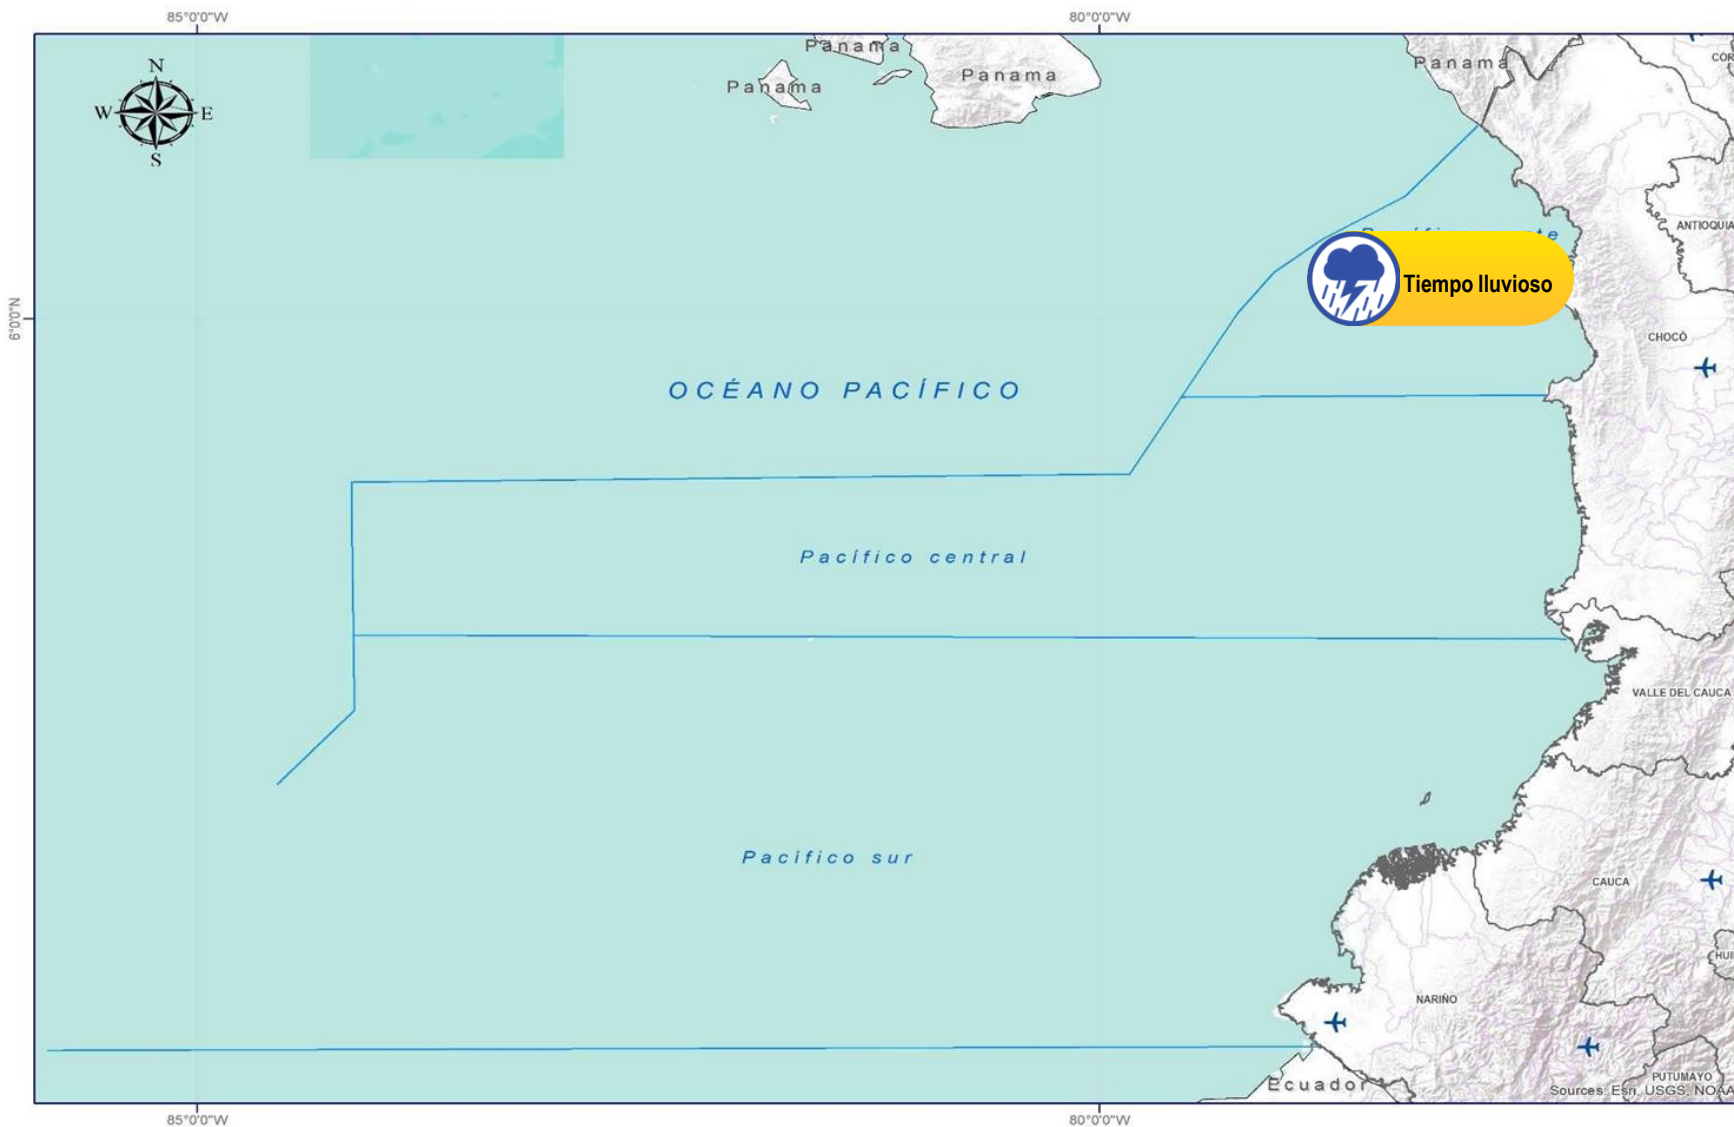 85°0'0"W
80°0'0"W
Panama
Panama
Panama
Panama
CÓR
N
W
E
S
ANTIOQUIA
Tiempo lluvioso
6°0'0"N
CHOCÓ
OCÉANO PACÍFICO
Pacífico central
VALLE DEL CAUCA
Pacífico sur
CAUCA
HUI
NARIÑO
PUTUMAYO
Ecuador
Sources: Esri, USGS, NOAA
85°0'0"W
80°0'0"W